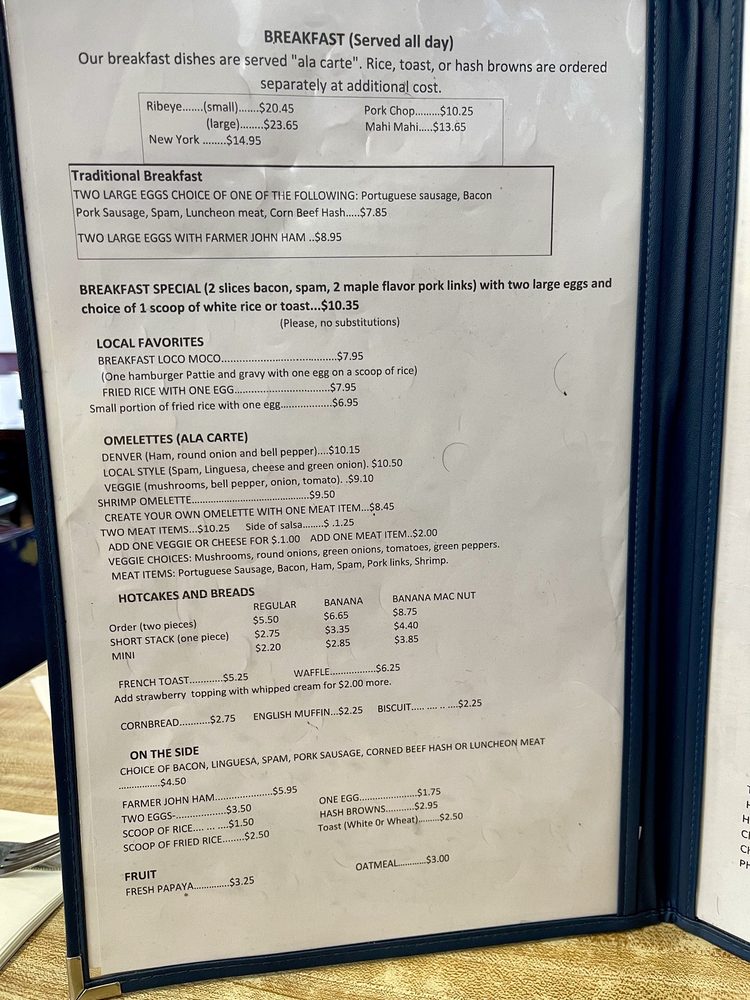 BREAKFAST (Served all day)
Our breakfast dishes are served "ala carte". Rice, toast, or hash browns are ordered
separately at additional cost.
Ribeye.......(small).......$20.45 Pork Chop.........$10.25
(large)........$23.65 Mahi Mahi.....$13.65
New York ........$14.95
Traditional Breakfast
TWO LARGE EGGS CHOICE OF ONE OF THE FOLLOWING: Portuguese sausage, Bacon
Pork Sausage, Spam, Luncheon meat, Corn Beef Hash.....$7.85
TWO LARGE EGGS WITH FARMER JOHN HAM ..$8.95
BREAKFAST SPECIAL (2 slices bacon, spam, 2 maple flavor pork links) with two large eggs and
choice of 1 scoop of white rice or toast...$10.35
(Please, no substitutions)
LOCAL FAVORITES
BREAKFAST LOCO MOCO.......................................$7.95
(One hamburger Pattie and gravy with one egg on a scoop of rice)
FRIED RICE WITH ONE EGG................................$7.95
Small portion of fried rice with one egg.................$6.95
OMELETTES (ALA CARTE)
DENVER (Ham, round onion and bell pepper)....$10.15
LOCAL STYLE (Spam, Linguesa, cheese and green onion). $10.50
VEGGIE (mushrooms, bell pepper, onion, tomato). .$9.10
SHRIMP OMELETTE........................................$9.50
CREATE YOUR OWN OMELETTE WITH ONE MEAT ITEM...$8.45
TWO MEAT ITEMS...$10.25 Side of salsa........$ .1.25
ADD ONE VEGGIE OR CHEESE FOR $.1.00 ADD ONE MEAT ITEM..$2.00
VEGGIE CHOICES: Mushrooms, round onions, green onions, tomatoes, green peppers.
MEAT ITEMS: Portuguese Sausage, Bacon, Ham, Spam, Pork links, Shrimp.
HOTCAKES AND BREADS
REGULAR BANANA BANANA MAC NUT
Order (two pieces) $5.50 $6.65 $8.75
SHORT STACK (one piece) $2.75 $3.35 $4.40
MINI $2.20 $2.85 $3.85
FRENCH TOAST............$5.25 WAFFLE.................$6.25
Add strawberry topping with whipped cream for $2.00 more.
CORNBREAD...........$2.75 ENGLISH MUFFIN...$2.25 BISCUIT..... ..... .. ....$2.25
ON THE SIDE
CHOICE OF BACON, LINGUESA, SPAM, PORK SAUSAGE, CORNED BEEF HASH OR LUNCHEON MEAT
...............$4.50
FARMER JOHN HAM.....................$5.95 ONE EGG.....................$1.75
TWO EGGS-..................$3.50 HASH BROWNS...........$2.95
SCOOP OF RICE.... ... ....$1.50 Toast (White Or Wheat)........$2.50
SCOOP OF FRIED RICE........$2.50
FRUIT OATMEAL...........$3.00
FRESH PAPAYA..............$3.25